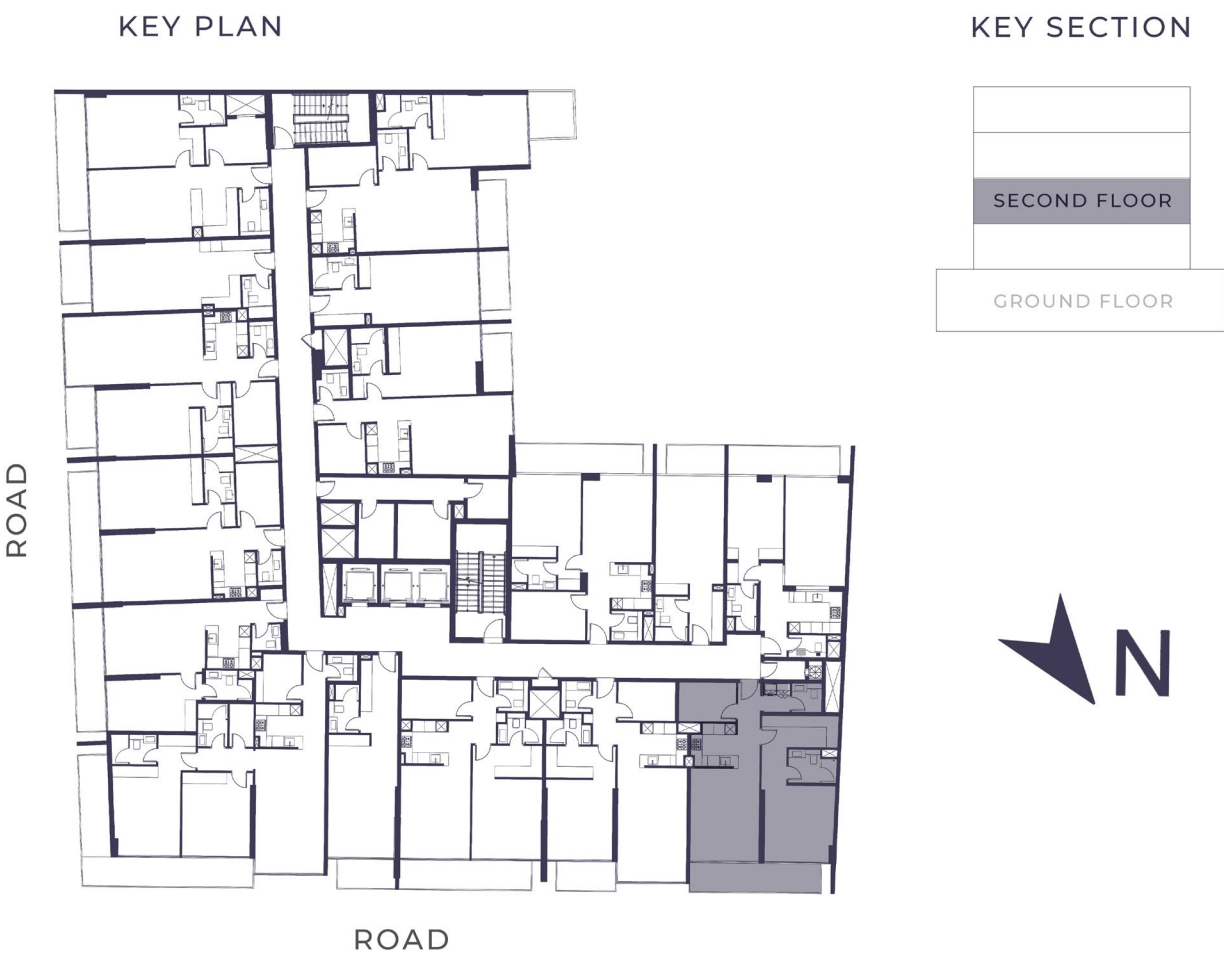 KEY PLAN
KEY SECTION
SECOND FLOOR
GROUND FLOOR
ROAD
N
ROAD